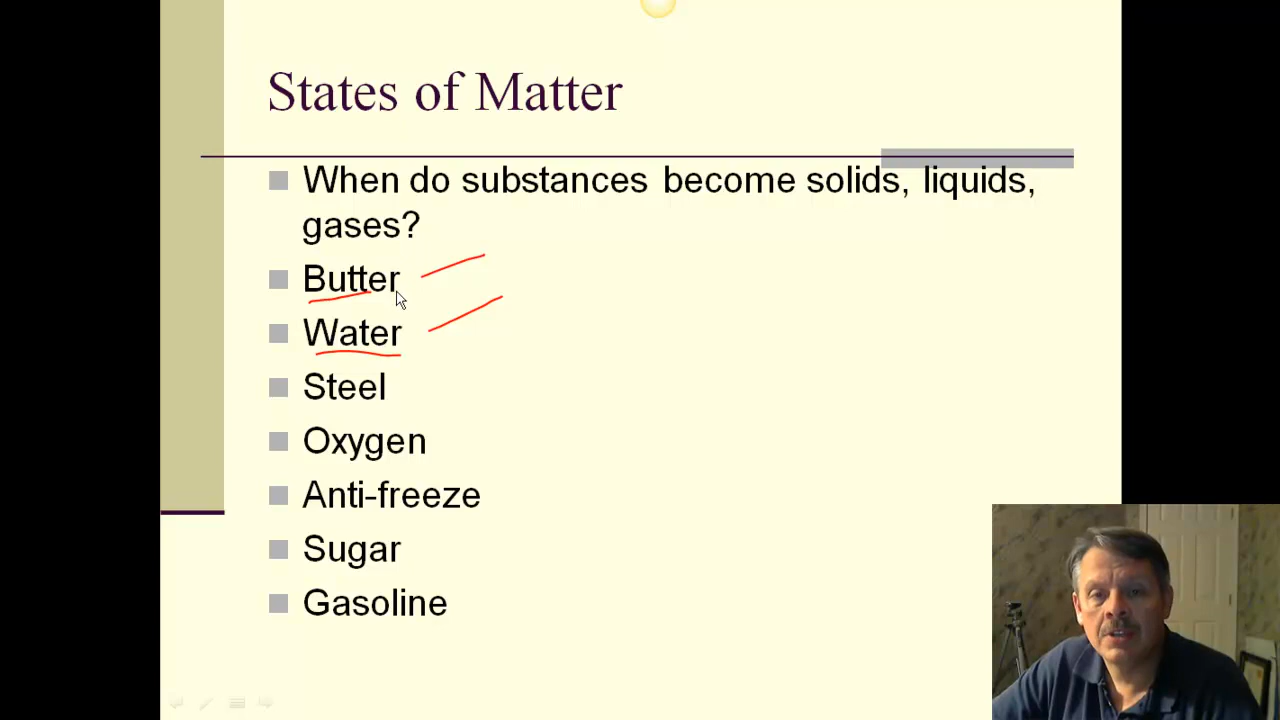 States of Matter
When do substances become solids, liquids,
gases?
Butter
Water
Steel
Oxygen
Anti-freeze
Sugar
Gasoline